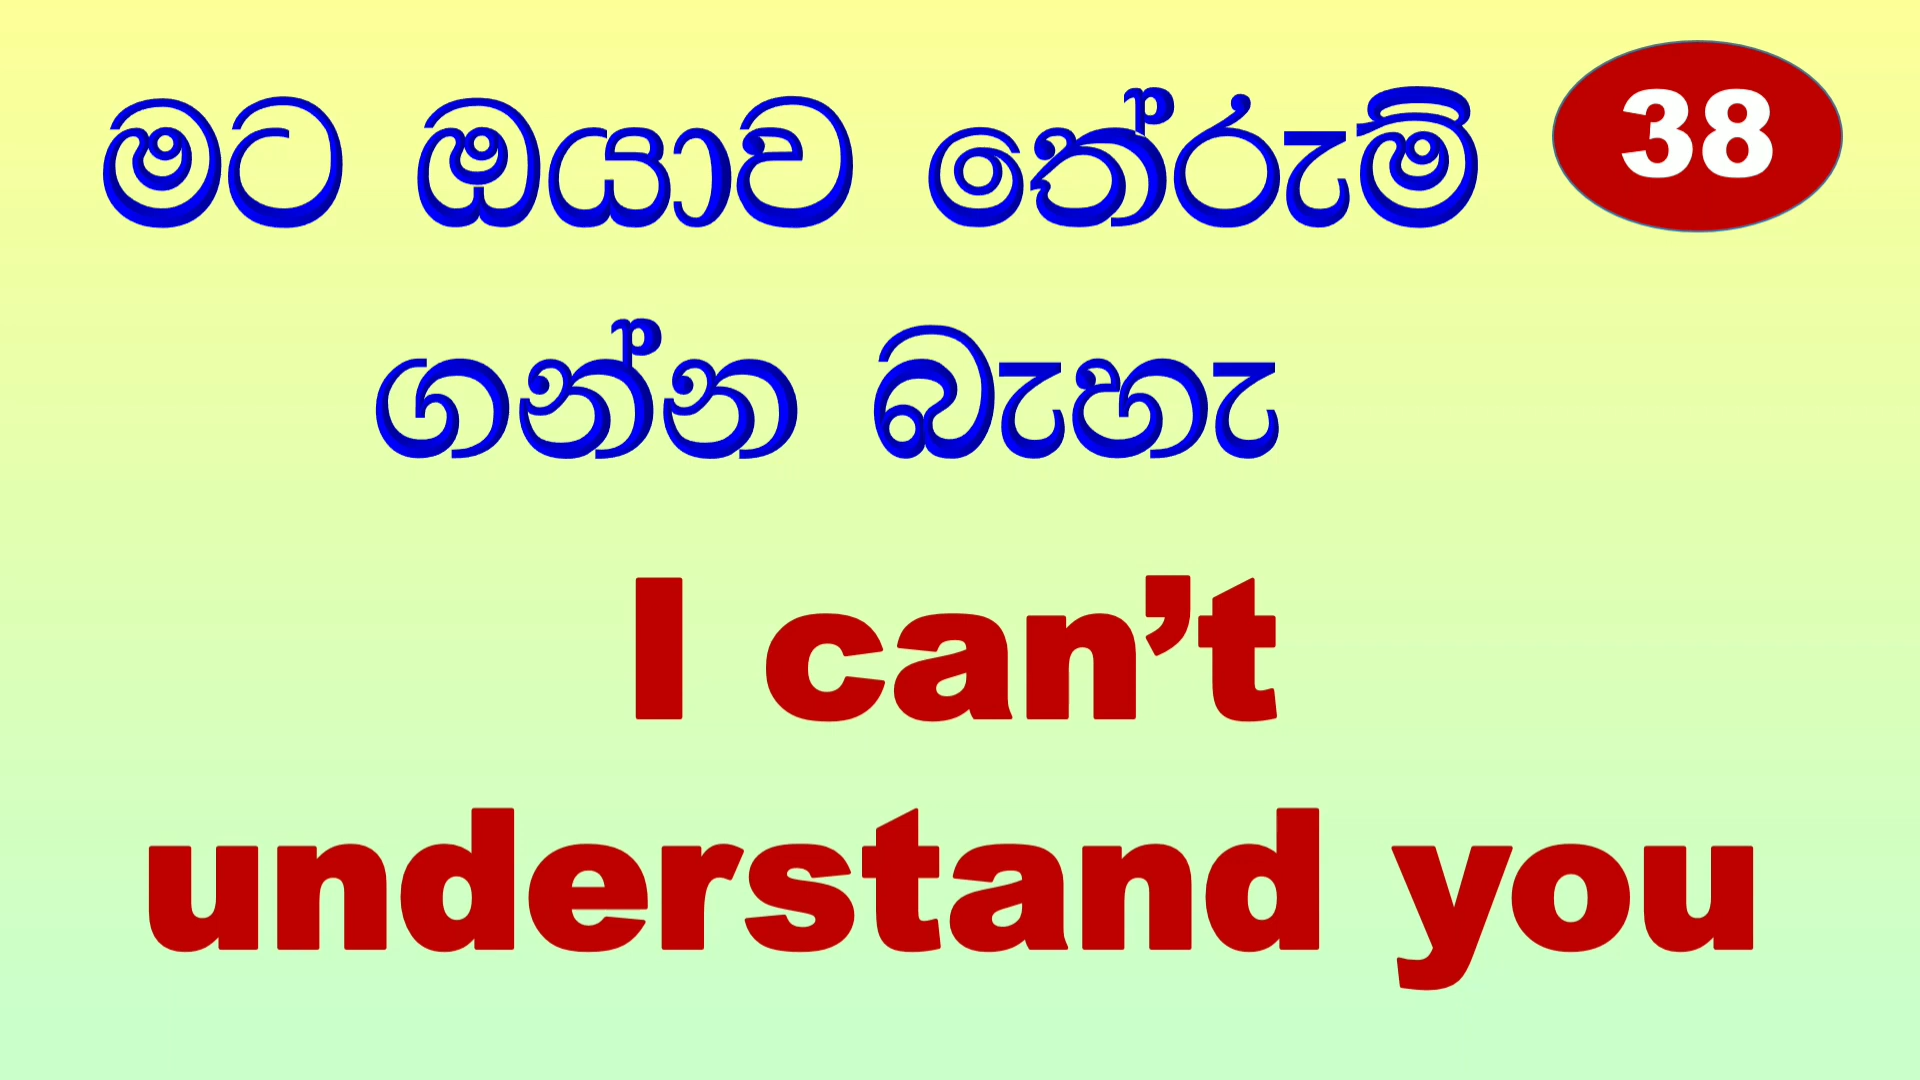 මට ඔයාව තේරුම්
38
ගන්න බැහැ
I can’t
understand you